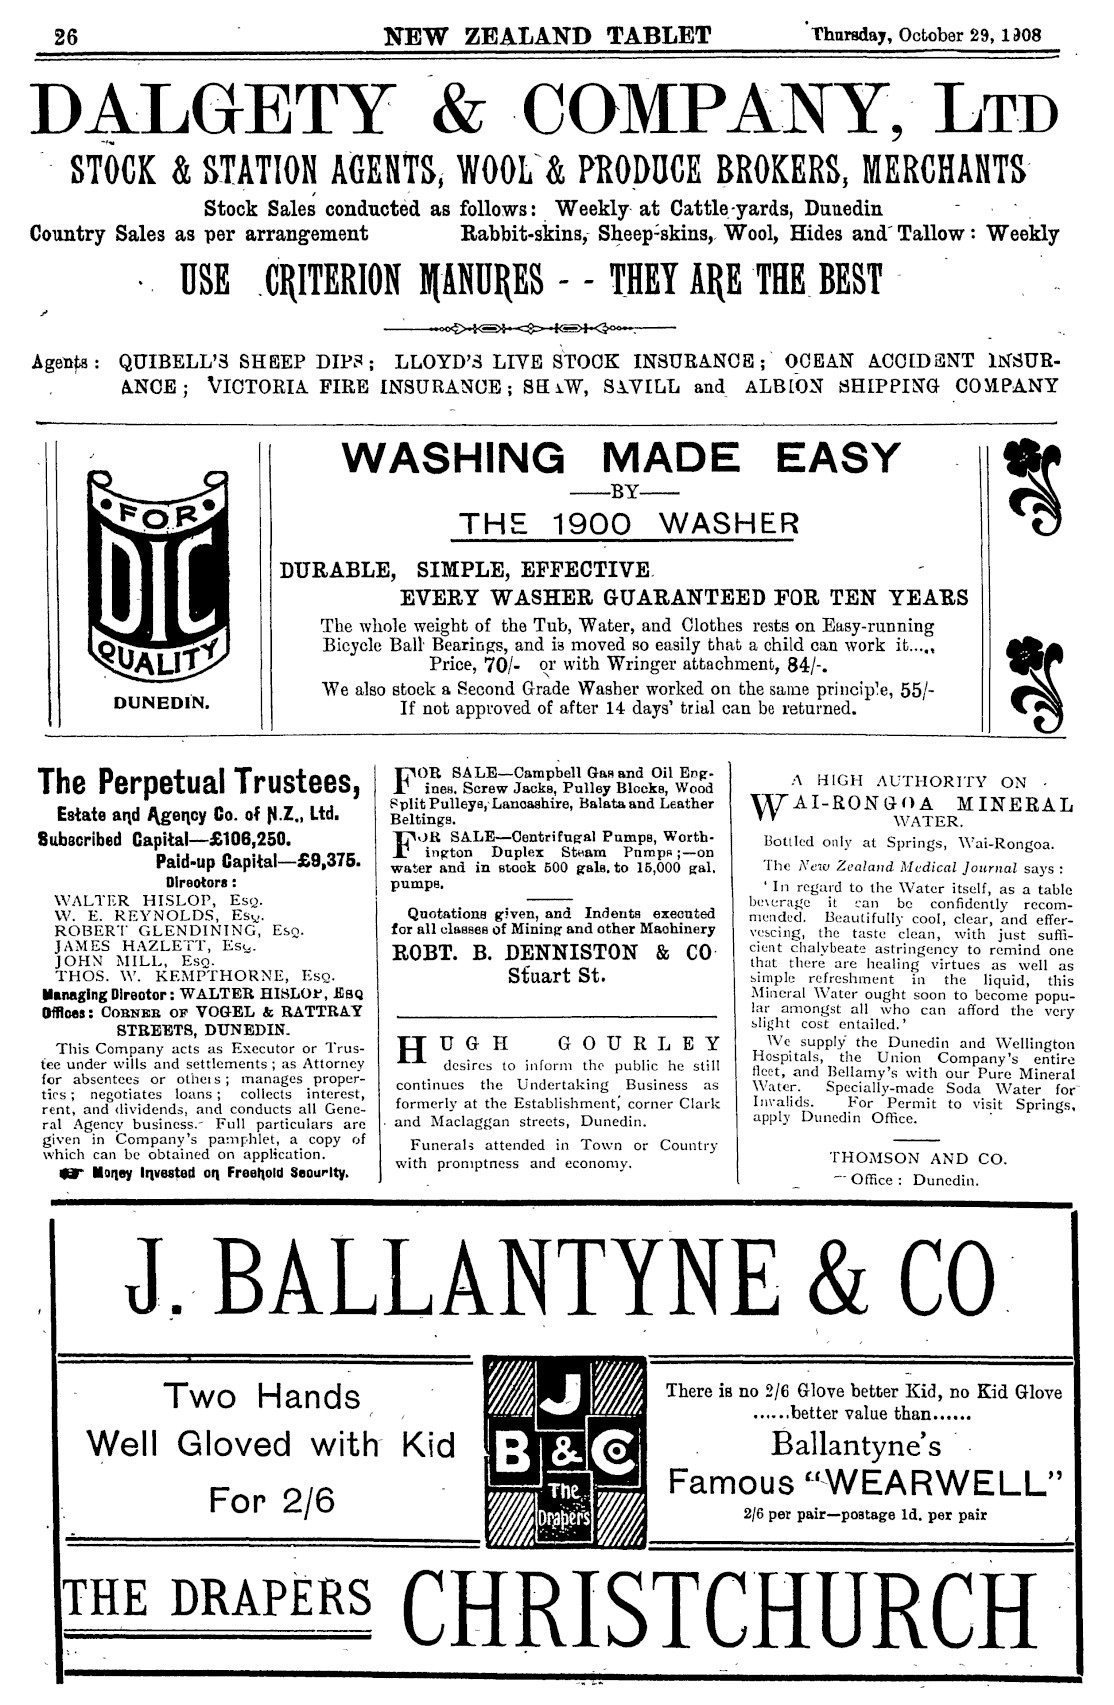 26 NEW ZEALAND TABLET Thursday, October 29, 1908
DALGETY & COMPANY, LTD
STOCK & STATION AGENTS, WOOL & PRODUCE BROKERS, MERCHANTS
Stock Sales conducted as follows: Weekly at Cattle-yards, Dunedin
Country Sales as per arrangement Rabbit-skins, Sheep-skins, Wool, Hides and Tallow: Weekly
USE CRITERION MANURES - - THEY ARE THE BEST
Agents: QUIBELL'S SHEEP DIPS; LLOYD'S LIVE STOCK INSURANCE; OCEAN ACCIDENT INSUR-
ANCE; VICTORIA FIRE INSURANCE; SHAW, SAVILL and ALBION SHIPPING COMPANY
FOR
DIC
QUALITY
DUNEDIN.
WASHING MADE EASY
BY
THE 1900 WASHER
DURABLE, SIMPLE, EFFECTIVE
EVERY WASHER GUARANTEED FOR TEN YEARS
The whole weight of the Tub, Water, and Clothes rests on Easy-running
Bicycle Ball Bearings, and is moved so easily that a child can work it.....
Price, 70/- or with Wringer attachment, 84/-.
We also stock a Second Grade Washer worked on the same principle, 55/-
If not approved of after 14 days' trial can be returned.
The Perpetual Trustees,
Estate and Agency Co. of N.Z., Ltd.
Subscribed Capital—£106,250.
Paid-up Capital—£9,375.
Directors:
WALTER HISLOP, Esq.
W. E. REYNOLDS, Esq.
ROBERT GLENDINING, Esq.
JAMES HAZLETT, Esq.
JOHN MILL, Esq.
THOS. W. KEMPTHORNE, Esq.
Managing Director: WALTER HISLOP, Esq
Offices: CORNER OF VOGEL & RATTRAY
STREETS, DUNEDIN.
This Company acts as Executor or Trus-
tee under wills and settlements; as Attorney
for absentees or others; manages proper-
ties; negotiates loans; collects interest,
rent, and dividends, and conducts all Gene-
ral Agency business. Full particulars are
given in Company's pamphlet, a copy of
which can be obtained on application.
Money Invested on Freehold Security.
FOR SALE—Campbell Gas and Oil Eng-
ines, Screw Jacks, Pulley Blocks, Wood
Split Pulleys, Lancashire, Balata and Leather
Beltings.
FOR SALE—Centrifugal Pumps, Worth-
ington Duplex Steam Pumps;—on
water and in stock 500 gals. to 15,000 gal.
pumps.
Quotations given, and Indents executed
for all classes of Mining and other Machinery
ROBT. B. DENNISTON & CO
Stuart St.
HUGH GOURLEY
desires to inform the public he still
continues the Undertaking Business as
formerly at the Establishment, corner Clark
and Maclaggan streets, Dunedin.
Funerals attended in Town or Country
with promptness and economy.
A HIGH AUTHORITY ON
WAI-RONGOA MINERAL
WATER.
Bottled only at Springs, Wai-Rongoa.
The New Zealand Medical Journal says:
'In regard to the Water itself, as a table
beverage it can be confidently recom-
mended. Beautifully cool, clear, and effer-
vescing, the taste clean, with just suffi-
cient chalybeate astringency to remind one
that there are healing virtues as well as
simple refreshment in the liquid, this
Mineral Water ought soon to become popu-
lar amongst all who can afford the very
slight cost entailed.'
We supply the Dunedin and Wellington
Hospitals, the Union Company's entire
fleet, and Bellamy's with our Pure Mineral
Water. Specially-made Soda Water for
Invalids. For Permit to visit Springs,
apply Dunedin Office.
THOMSON AND CO.
Office: Dunedin.
J. BALLANTYNE & CO
Two Hands
Well Gloved with Kid
For 2/6
J
B & CO
The
Drapers
There is no 2/6 Glove better Kid, no Kid Glove
......better value than......
Ballantyne's
Famous "WEARWELL"
2/6 per pair—postage 1d. per pair
THE DRAPERS CHRISTCHURCH